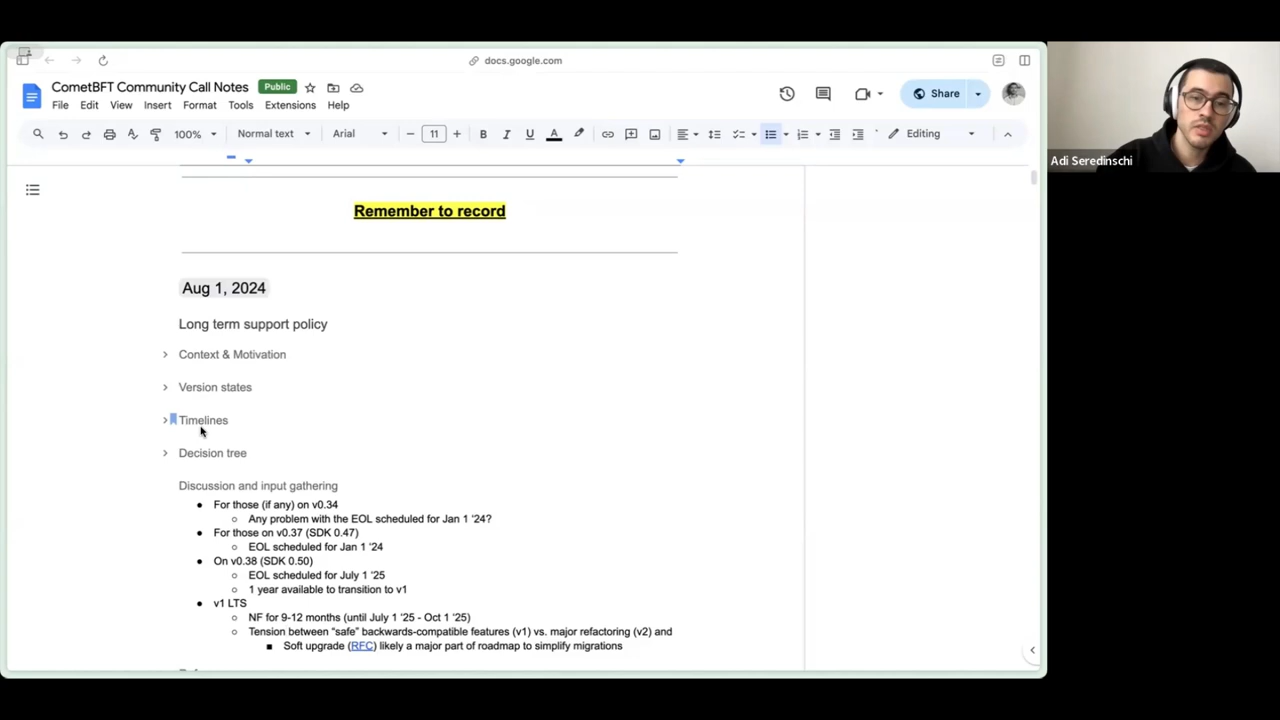 docs.google.com
CometBFT Community Call Notes
Public
File Edit View Insert Format Tools Extensions Help
Share
100% Normal text Arial 11 Editing
Adi Seredinschi
Remember to record
Aug 1, 2024
Long term support policy
Context & Motivation
Version states
Timelines
Decision tree
Discussion and input gathering
For those (if any) on v0.34
Any problem with the EOL scheduled for Jan 1 '24?
For those on v0.37 (SDK 0.47)
EOL scheduled for Jan 1 '24
On v0.38 (SDK 0.50)
EOL scheduled for July 1 '25
1 year available to transition to v1
v1 LTS
NF for 9-12 months (until July 1 '25 - Oct 1 '25)
Tension between “safe” backwards-compatible features (v1) vs. major refactoring (v2) and
Soft upgrade (RFC) likely a major part of roadmap to simplify migrations